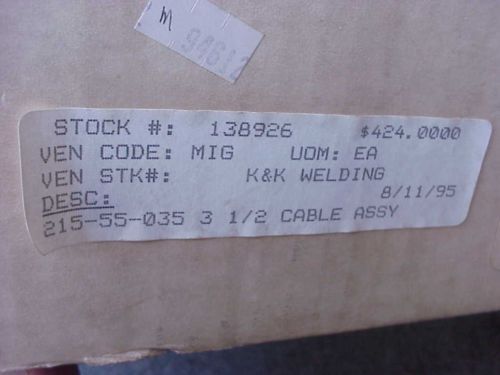 M
94612
STOCK #: 138926 $424.0000
VEN CODE: MIG UOM: EA
VEN STK#: K&K WELDING
8/11/95
DESC:
215-55-035 3 1/2 CABLE ASSY